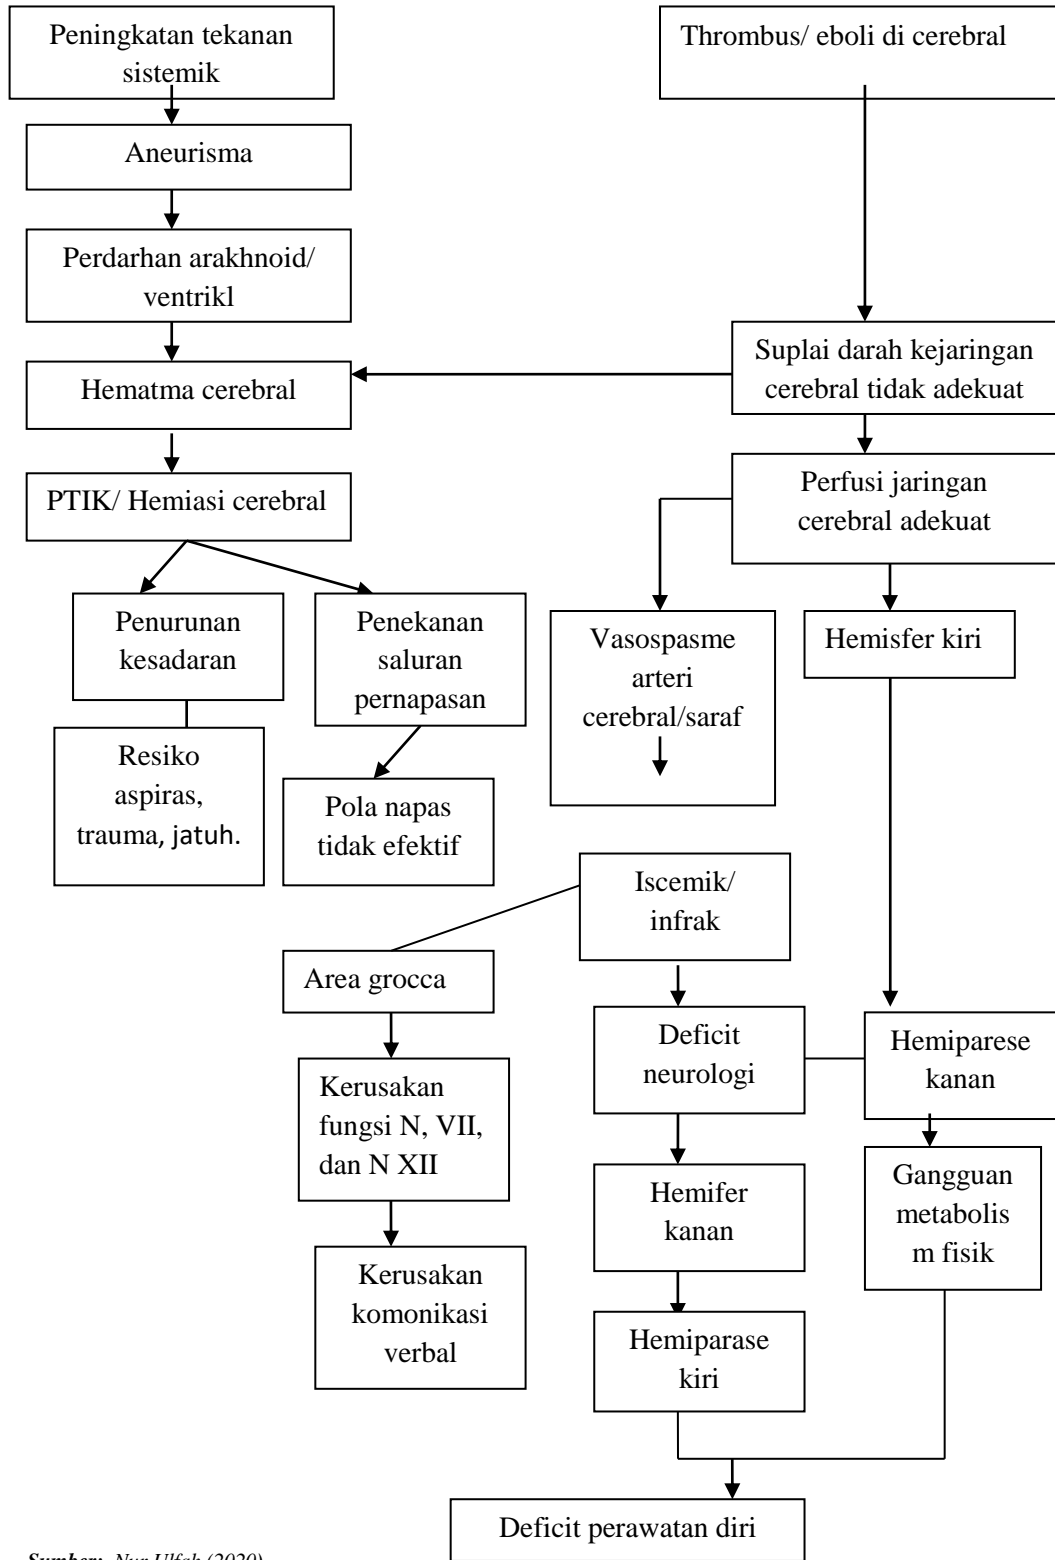 Peningkatan tekanan
sistemik
Thrombus/ eboli di cerebral
Aneurisma
Perdarhan arakhnoid/
ventrikl
Suplai darah kejaringan
cerebral tidak adekuat
Hematma cerebral
PTIK/ Hemiasi cerebral
Perfusi jaringan
cerebral adekuat
Penurunan
kesadaran
Penekanan
saluran
pernapasan
Vasospasme
arteri
cerebral/saraf
Hemisfer kiri
Resiko
aspiras,
trauma, jatuh.
Pola napas
tidak efektif
Iscemik/
infrak
Area grocca
Deficit
neurologi
Hemiparese
kanan
Kerusakan
fungsi N, VII,
dan N XII
Hemifer
kanan
Gangguan
metabolis
m fisik
Kerusakan
komonikasi
verbal
Hemiparase
kiri
Deficit perawatan diri
Sumber: Nur Ulfah (2020)